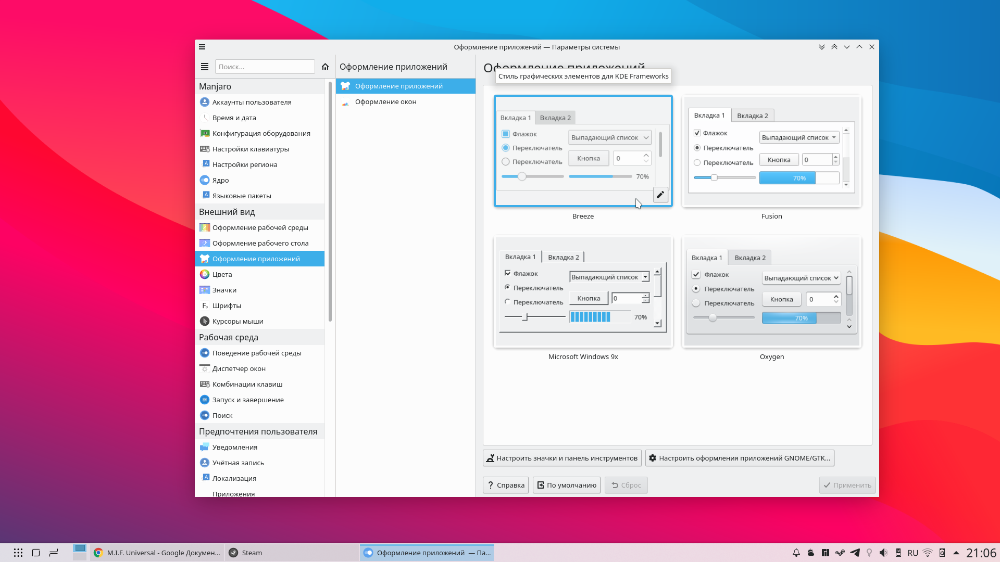 Оформление приложений — Параметры системы
Поиск...
Оформление приложений
Оформление приложений
Стиль графических элементов для KDE Frameworks
Manjaro
Аккаунты пользователя
Время и дата
Конфигурация оборудования
Настройки клавиатуры
Настройки региона
Ядро
Языковые пакеты
Внешний вид
Оформление рабочей среды
Оформление рабочего стола
Оформление приложений
Цвета
Значки
Шрифты
Курсоры мыши
Рабочая среда
Поведение рабочей среды
Диспетчер окон
Комбинации клавиш
Запуск и завершение
Поиск
Предпочтения пользователя
Уведомления
Учётная запись
Локализация
Приложения
Оформление приложений
Оформление окон
Вкладка 1 Вкладка 2
Флажок Выпадающий список
Переключатель
Переключатель Кнопка 0
70%
Breeze
Вкладка 1 Вкладка 2
Флажок Выпадающий список
Переключатель
Переключатель Кнопка 0
70%
Fusion
Вкладка 1 Вкладка 2
Флажок Выпадающий список
Переключатель
Переключатель Кнопка 0
70%
Microsoft Windows 9x
Вкладка 1 Вкладка 2
Флажок Выпадающий список
Переключатель
Переключатель Кнопка 0
70%
Oxygen
Настроить значки и панель инструментов Настроить оформления приложений GNOME/GTK...
? Справка По умолчанию Сброс Применить
M.I.F. Universal - Google Докумен... Steam Оформление приложений — Па... RU 21:06